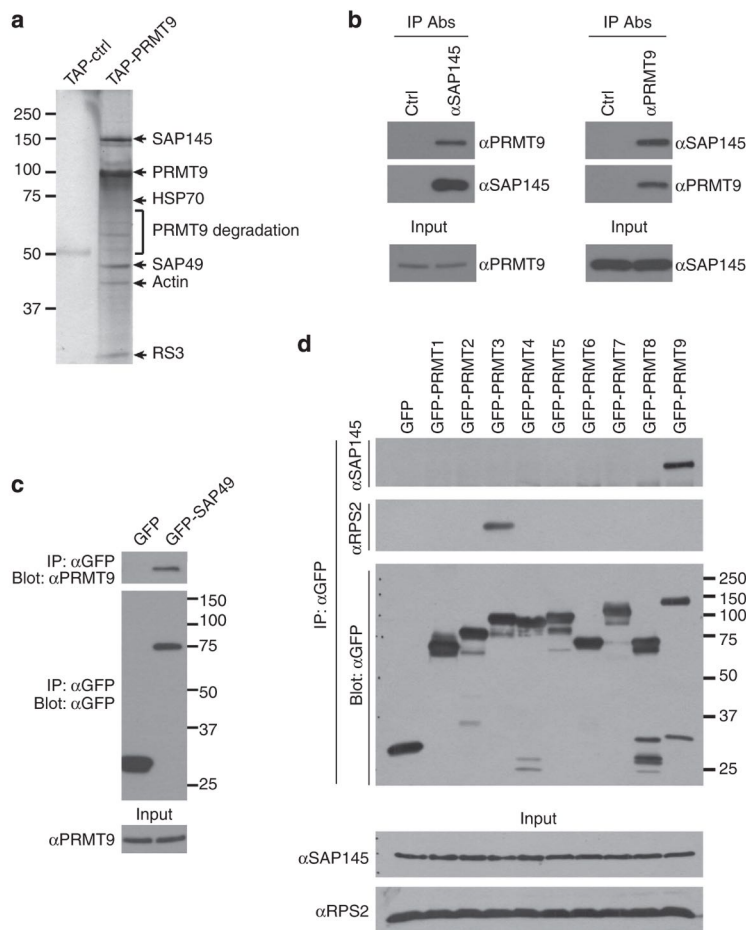 a
TAP-ctrl
TAP-PRMT9
250
150
100
75
50
37
SAP145
PRMT9
HSP70
PRMT9 degradation
SAP49
Actin
RS3
b
IP Abs
Ctrl
αSAP145
αPRMT9
αSAP145
Input
αPRMT9
IP Abs
Ctrl
αPRMT9
αSAP145
αPRMT9
Input
αSAP145
c
GFP
GFP-SAP49
IP: αGFP
Blot: αPRMT9
IP: αGFP
Blot: αGFP
150
100
75
50
37
25
Input
αPRMT9
d
GFP
GFP-PRMT1
GFP-PRMT2
GFP-PRMT3
GFP-PRMT4
GFP-PRMT5
GFP-PRMT6
GFP-PRMT7
GFP-PRMT8
GFP-PRMT9
IP: αGFP
αSAP145
αRPS2
Blot: αGFP
250
150
100
75
50
37
25
Input
αSAP145
αRPS2